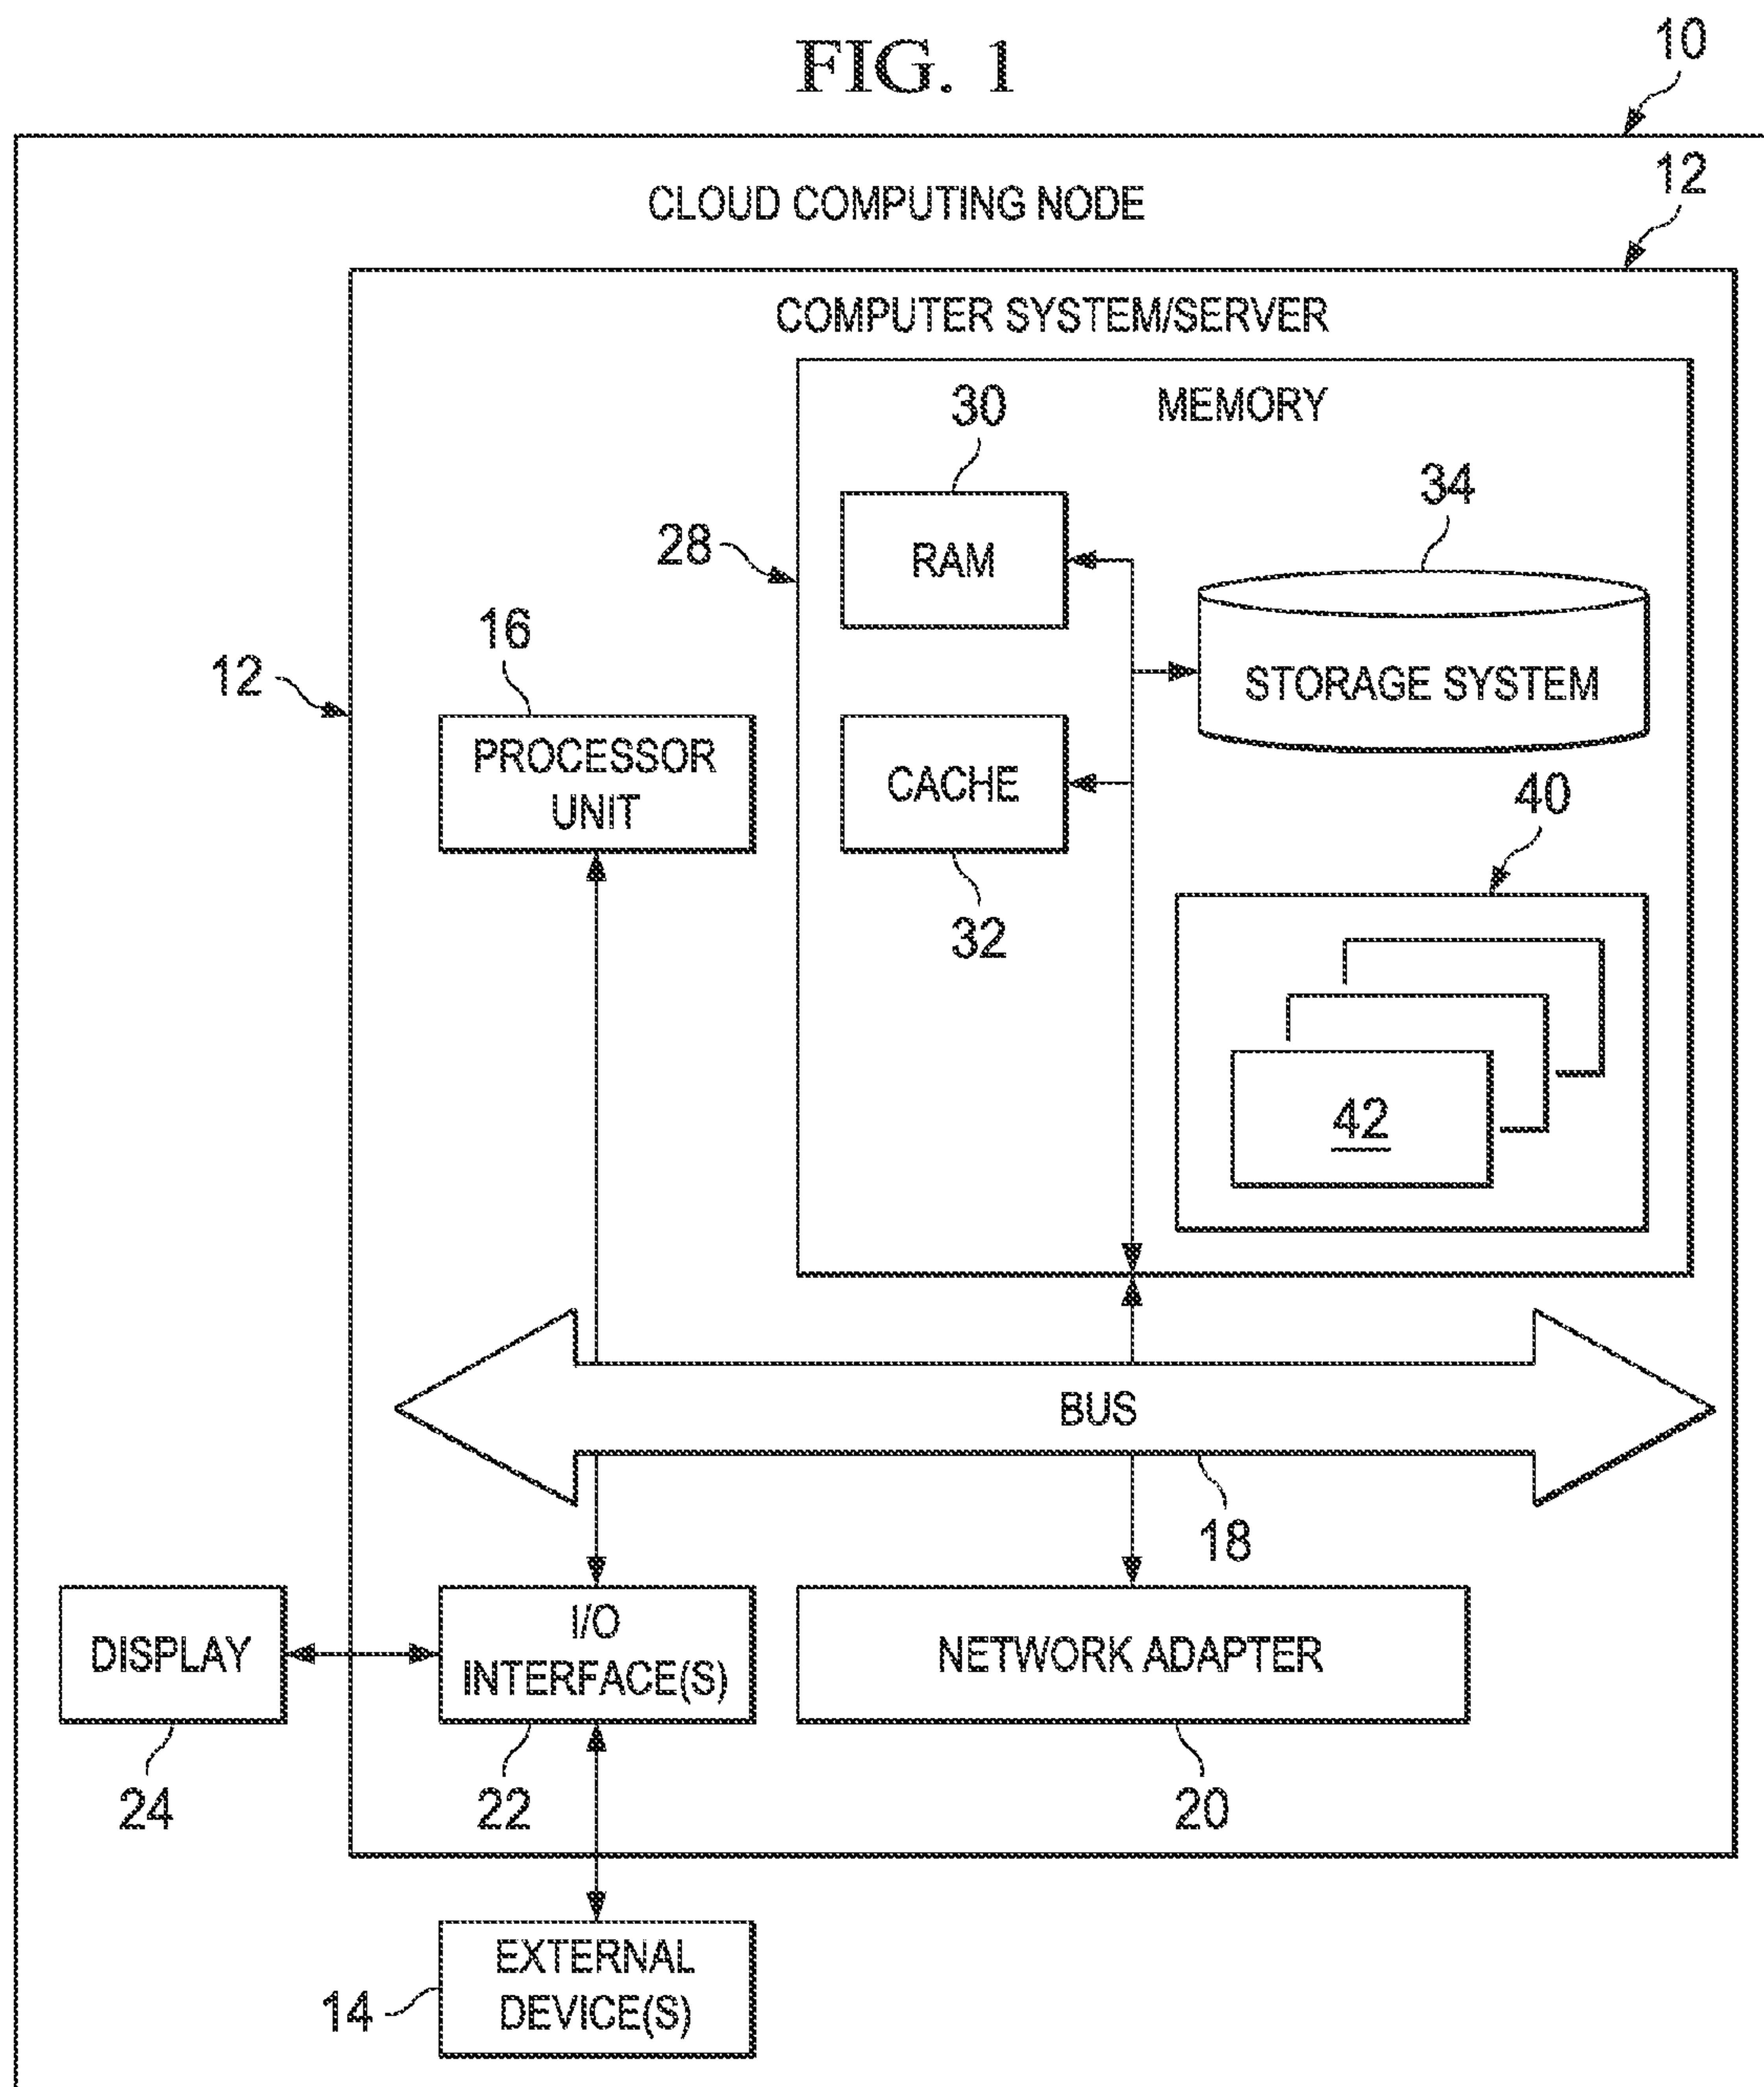 FIG. 1
10
CLOUD COMPUTING NODE
12
COMPUTER SYSTEM/SERVER
MEMORY
30
34
28
RAM
16
12
STORAGE SYSTEM
PROCESSOR
UNIT
CACHE
40
32
42
BUS
18
DISPLAY
I/O
INTERFACE(S)
NETWORK ADAPTER
24
22
20
EXTERNAL
DEVICE(S)
14